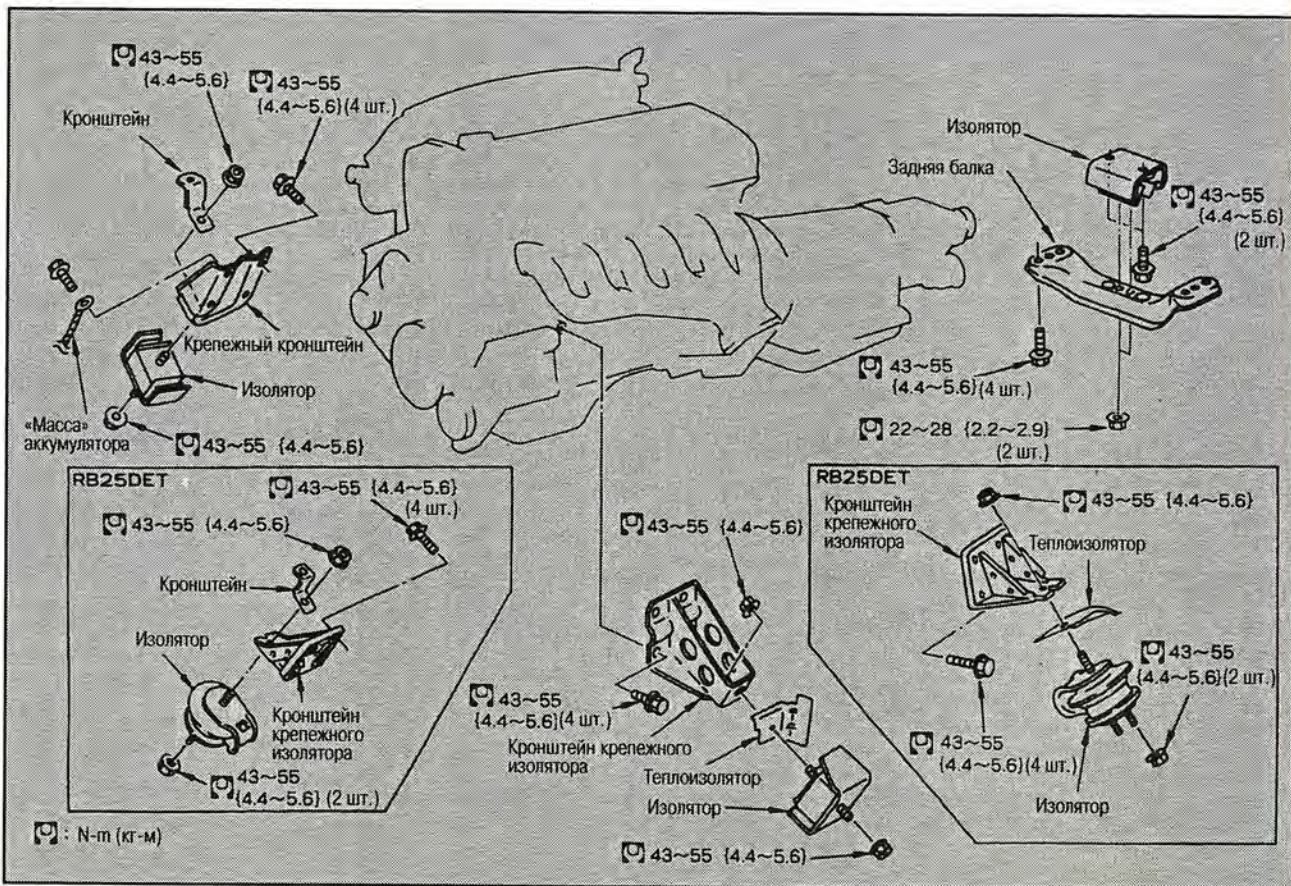 43~55
{4.4~5.6}
43~55
{4.4~5.6}(4 шт.)
Кронштейн
Крепежный кронштейн
Изолятор
«Масса»
аккумулятора
43~55 {4.4~5.6}
Изолятор
Задняя балка
43~55
{4.4~5.6}
(2 шт.)
43~55
{4.4~5.6}(4 шт.)
22~28 {2.2~2.9}
(2 шт.)
RB25DET
43~55 {4.4~5.6}
(4 шт.)
43~55 {4.4~5.6}
Кронштейн
Изолятор
Кронштейн
крепежного
изолятора
43~55
{4.4~5.6} (2 шт.)
43~55 {4.4~5.6}
43~55
{4.4~5.6}(4 шт.)
Кронштейн крепежного
изолятора
Теплоизолятор
Изолятор
43~55 {4.4~5.6}
RB25DET
Кронштейн
крепежного
изолятора
43~55 {4.4~5.6}
Теплоизолятор
43~55
{4.4~5.6}(2 шт.)
43~55
{4.4~5.6}(4 шт.)
Изолятор
: N-m (кг-м)